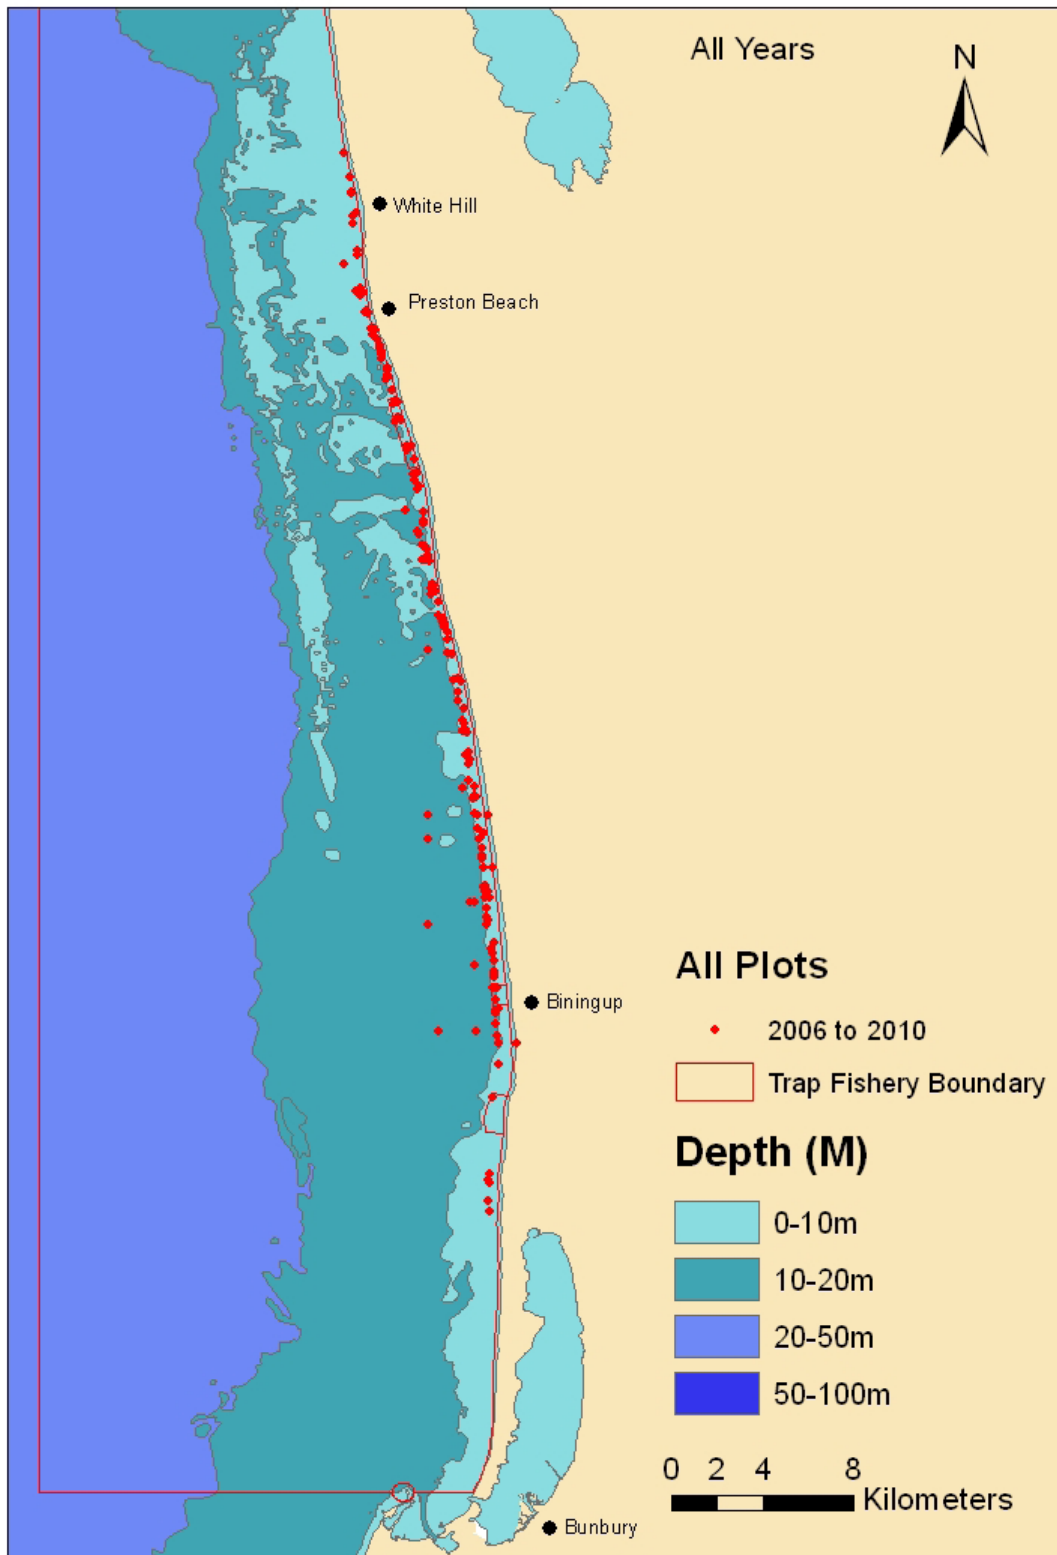 All Years
N
White Hill
Preston Beach
All Plots
Biningup
2006 to 2010
Trap Fishery Boundary
Depth (M)
0-10m
10-20m
20-50m
50-100m
0 2 4 8
Kilometers
Bunbury